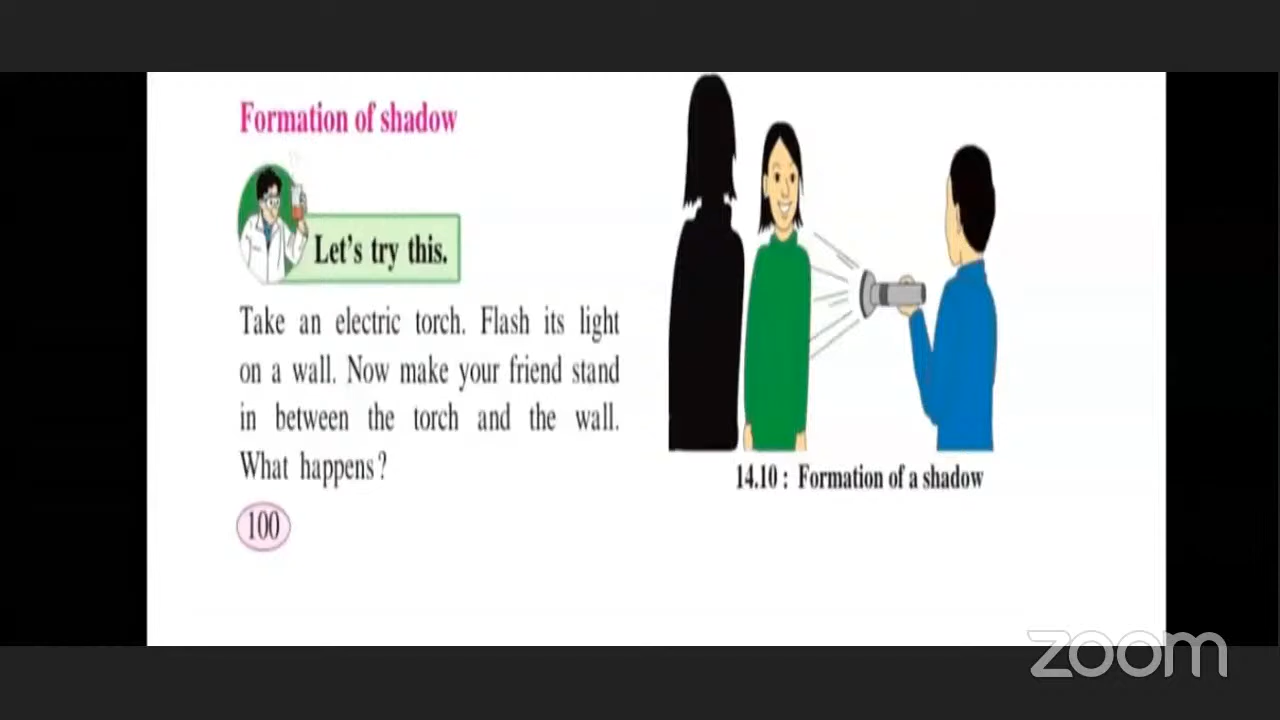 Formation of shadow
Let's try this.
Take an electric torch. Flash its light
on a wall. Now make your friend stand
in between the torch and the wall.
What happens?
100
14.10 : Formation of a shadow
zoom